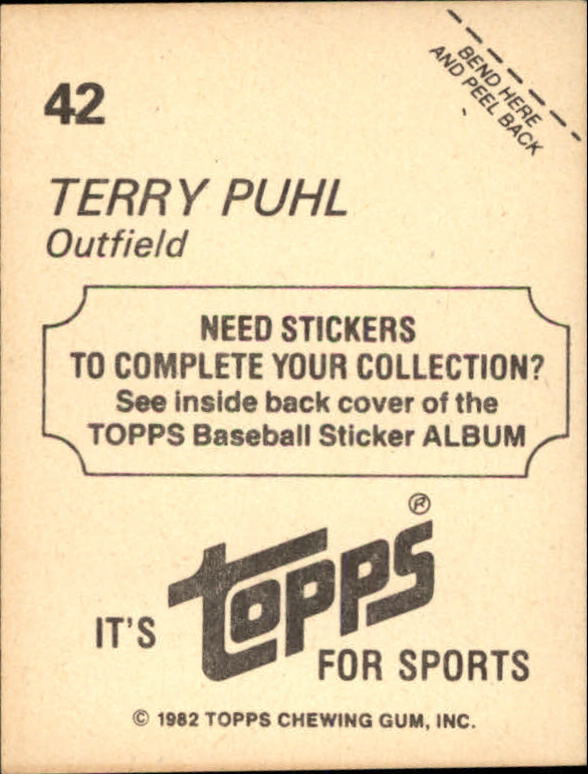 42
BEND HERE
AND PEEL BACK
TERRY PUHL
Outfield
NEED STICKERS
TO COMPLETE YOUR COLLECTION?
See inside back cover of the
TOPPS Baseball Sticker ALBUM
IT'S topps®
FOR SPORTS
© 1982 TOPPS CHEWING GUM, INC.